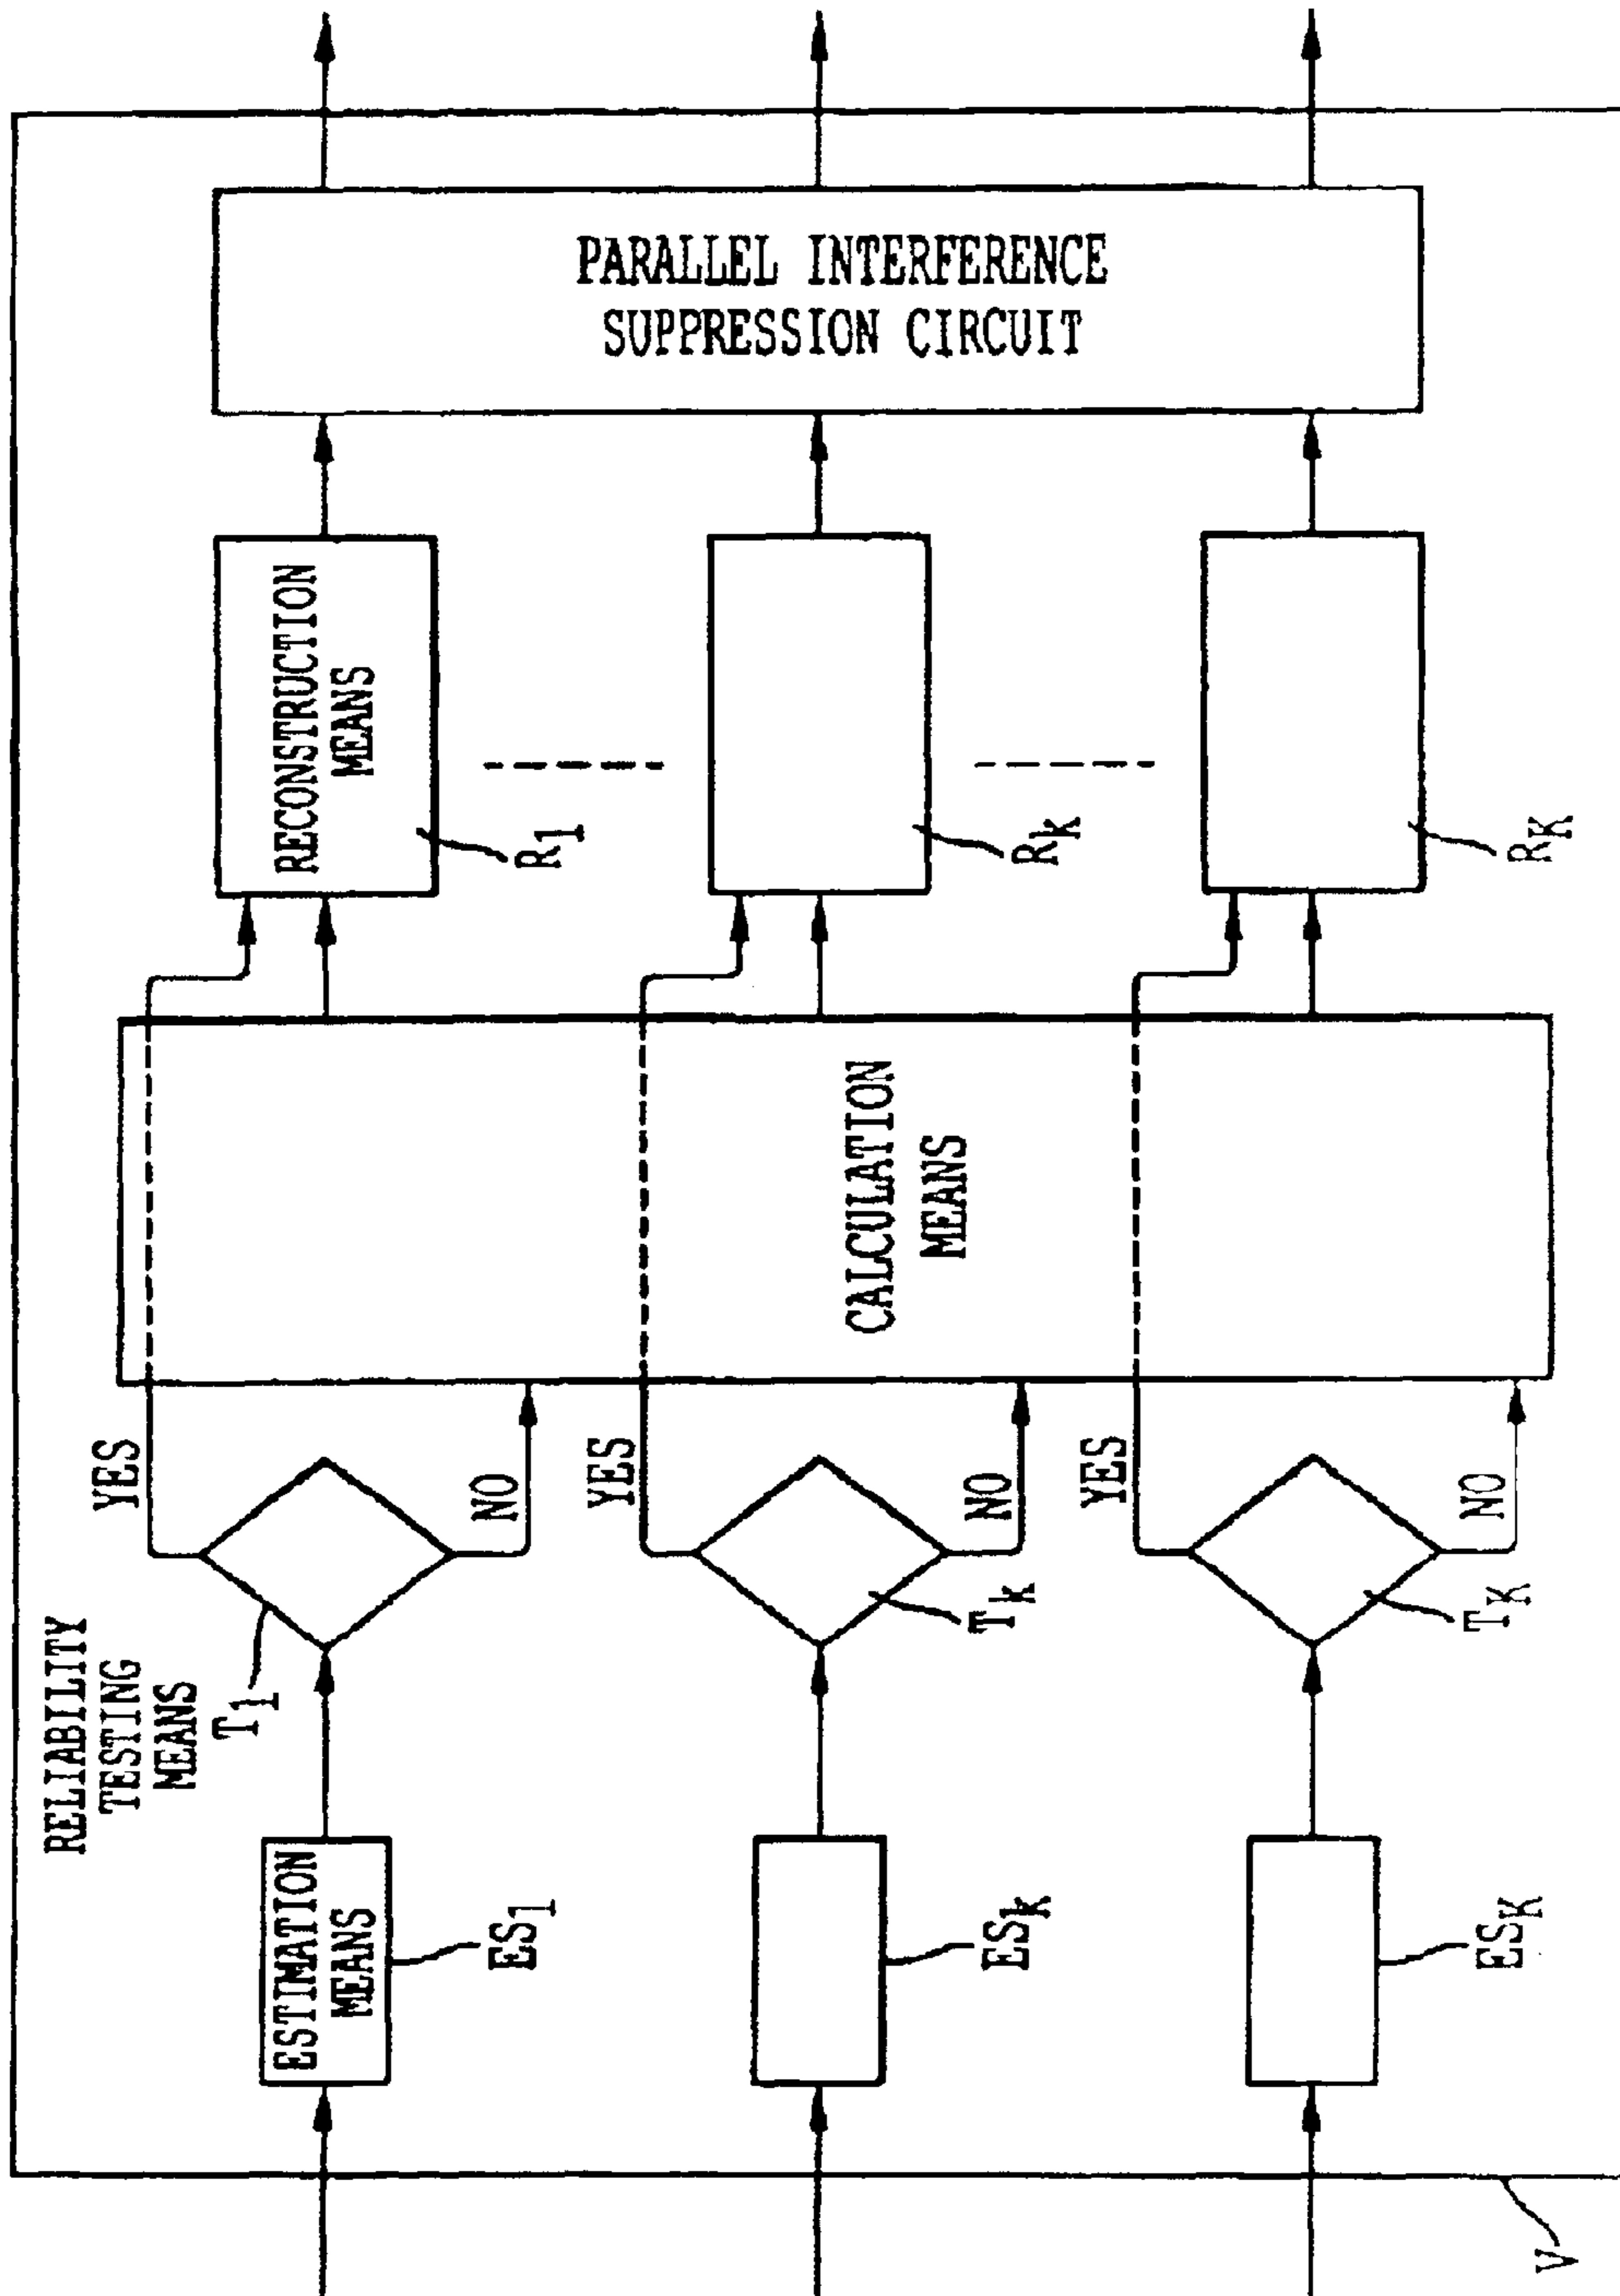 RELIABILITY
TESTING
MEANS
T1
YES
NO
ESTIMATION
MEANS
ES1
RECONSTRUCTION
MEANS
R1
PARALLEL INTERFERENCE
SUPPRESSION CIRCUIT
CALCULATION
MEANS
YES
NO
Tk
ESk
Rk
YES
NO
TK
ESK
RK
V